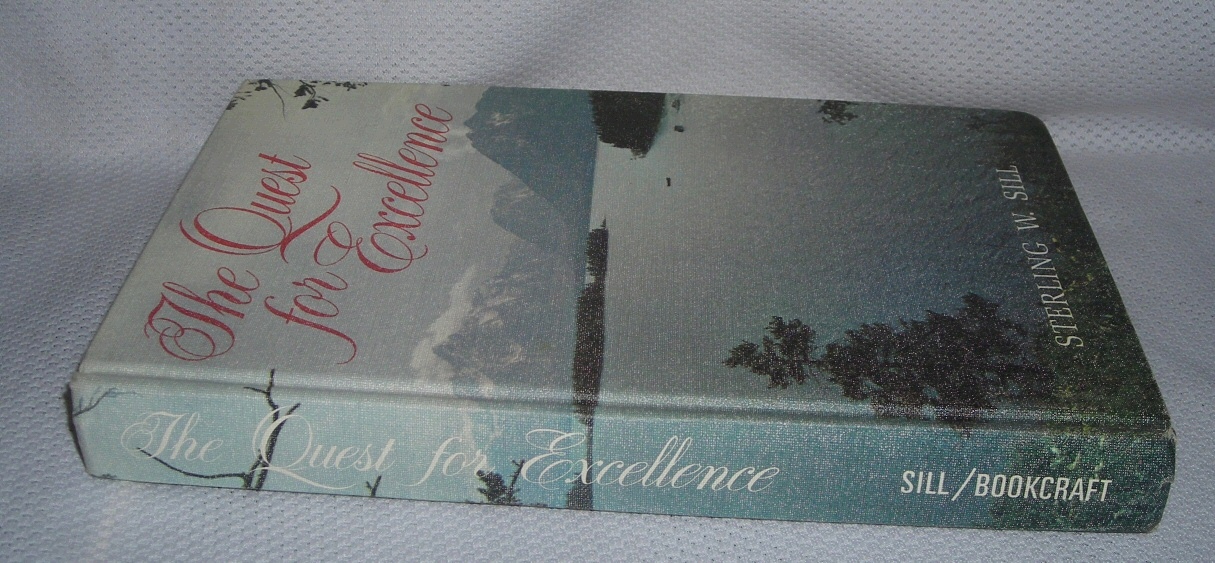 The Quest
for Excellence
STERLING W. SILL
The Quest for Excellence
SILL/BOOKCRAFT